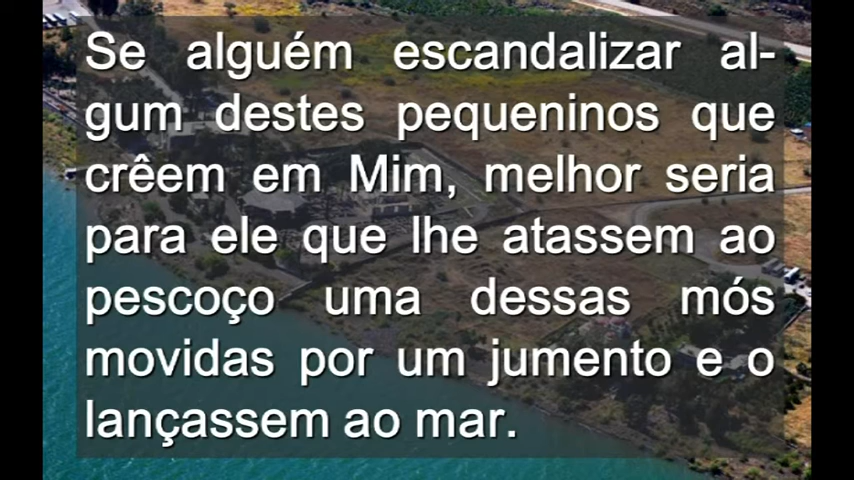 Se alguém escandalizar al-
gum destes pequeninos que
crêem em Mim, melhor seria
para ele que lhe atassem ao
pescoço uma dessas mós
movidas por um jumento e o
lançassem ao mar.